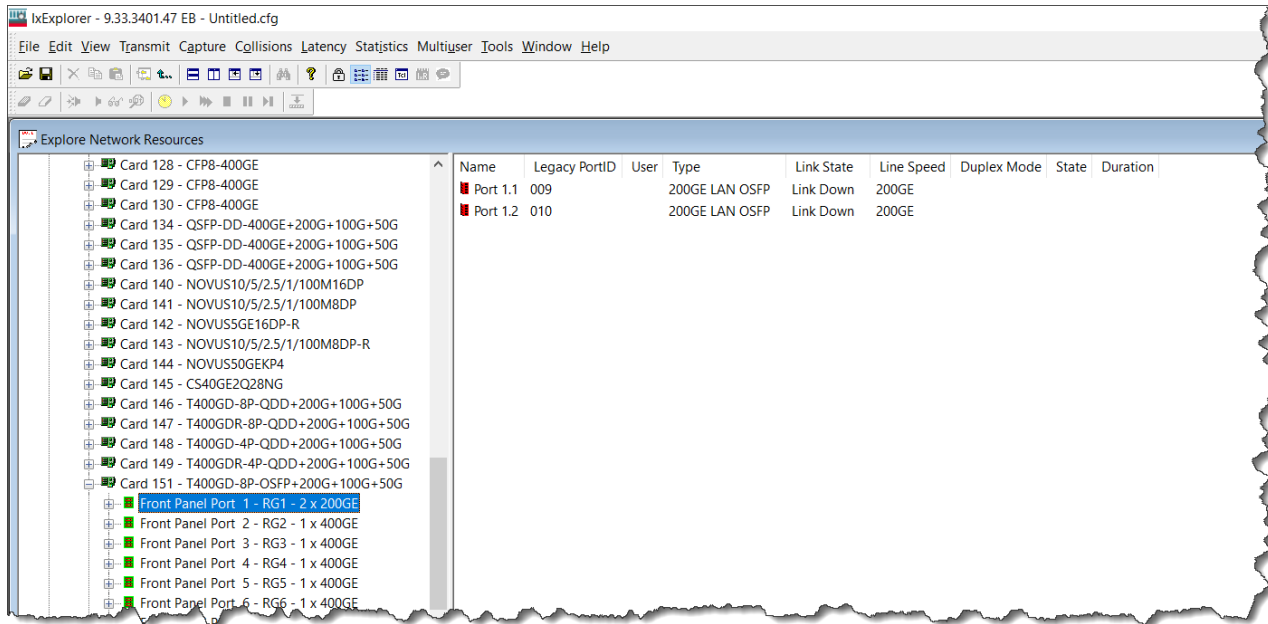 IxExplorer - 9.33.3401.47 EB - Untitled.cfg
File Edit View Transmit Capture Collisions Latency Statistics Multiuser Tools Window Help
Tcl
Explore Network Resources
Card 128 - CFP8-400GE
Card 129 - CFP8-400GE
Card 130 - CFP8-400GE
Card 134 - QSFP-DD-400GE+200G+100G+50G
Card 135 - QSFP-DD-400GE+200G+100G+50G
Card 136 - QSFP-DD-400GE+200G+100G+50G
Card 140 - NOVUS10/5/2.5/1/100M16DP
Card 141 - NOVUS10/5/2.5/1/100M8DP
Card 142 - NOVUS5GE16DP-R
Card 143 - NOVUS10/5/2.5/1/100M8DP-R
Card 144 - NOVUS50GEKP4
Card 145 - CS40GE2Q28NG
Card 146 - T400GD-8P-QDD+200G+100G+50G
Card 147 - T400GDR-8P-QDD+200G+100G+50G
Card 148 - T400GD-4P-QDD+200G+100G+50G
Card 149 - T400GDR-4P-QDD+200G+100G+50G
Card 151 - T400GD-8P-OSFP+200G+100G+50G
Front Panel Port 1 - RG1 - 2 x 200GE
Front Panel Port 2 - RG2 - 1 x 400GE
Front Panel Port 3 - RG3 - 1 x 400GE
Front Panel Port 4 - RG4 - 1 x 400GE
Front Panel Port 5 - RG5 - 1 x 400GE
Front Panel Port 6 - RG6 - 1 x 400GE
Name Legacy PortID User Type Link State Line Speed Duplex Mode State Duration
Port 1.1 009 200GE LAN OSFP Link Down 200GE
Port 1.2 010 200GE LAN OSFP Link Down 200GE